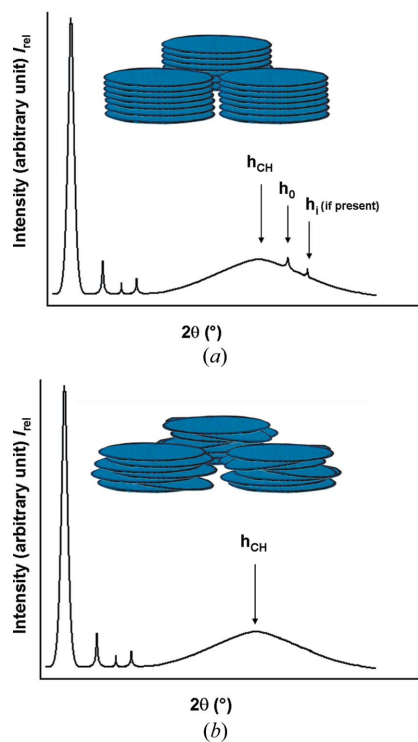 Intensity (arbitrary unit) I_rel
h_CH
h_0
h_i (if present)
2θ (°)
(a)
Intensity (arbitrary unit) I_rel
h_CH
2θ (°)
(b)